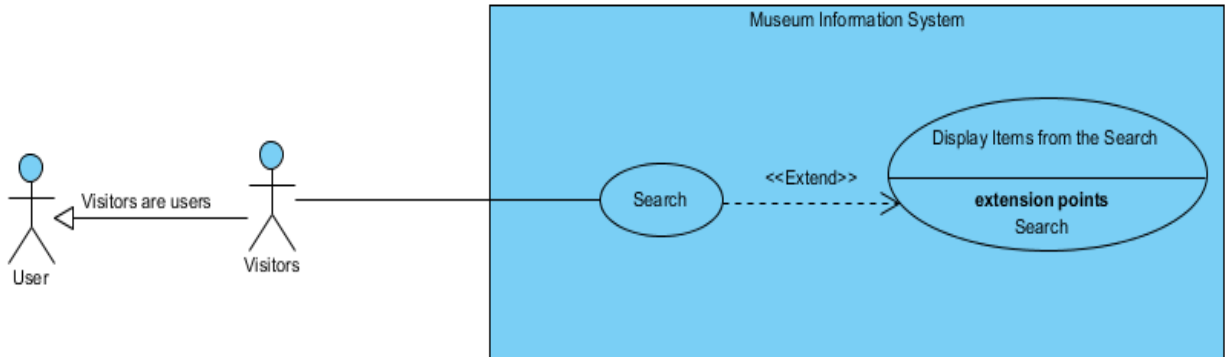 Museum Information System
Display Items from the Search
<<Extend>>
Search
extension points
Search
Visitors are users
User
Visitors